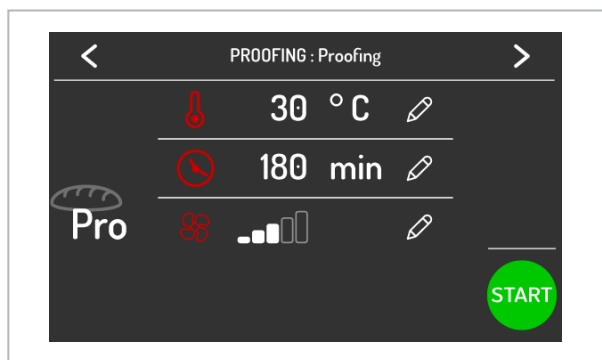 PROOFING : Proofing
30 °C
180 min
Pro
START